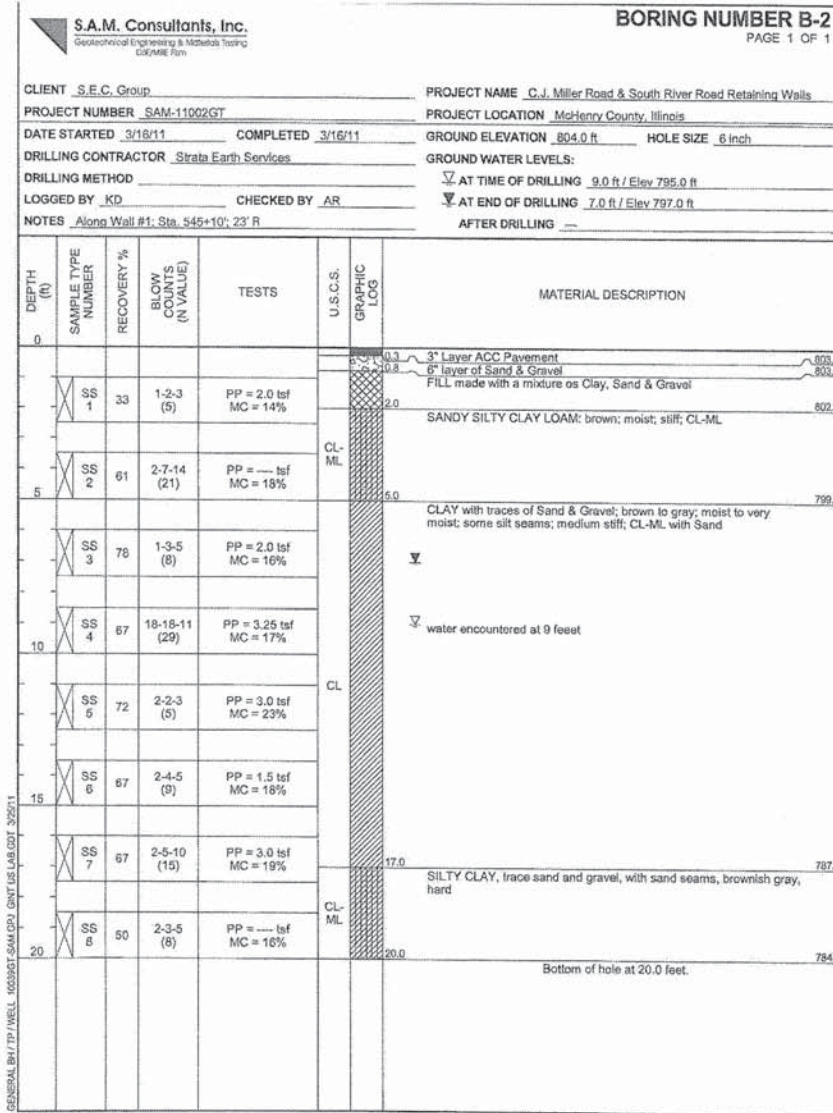 S.A.M. Consultants, Inc.
Geotechnical Engineering & Materials Testing
BORING NUMBER B-2
PAGE 1 OF 1
CLIENT S.E.C. Group
PROJECT NAME C.J. Miller Road & South River Road Retaining Walls
PROJECT NUMBER SAM-11002GT
PROJECT LOCATION McHenry County, Illinois
DATE STARTED 3/16/11 COMPLETED 3/16/11
GROUND ELEVATION 804.0 ft HOLE SIZE 6 inch
DRILLING CONTRACTOR Strata Earth Services
GROUND WATER LEVELS:
DRILLING METHOD
AT TIME OF DRILLING 9.0 ft / Elev 795.0 ft
LOGGED BY KD CHECKED BY AR
AT END OF DRILLING 7.0 ft / Elev 797.0 ft
NOTES Along Wall #1: Sta. 545+10'; 23' R
AFTER DRILLING ---
DEPTH (ft)
SAMPLE TYPE NUMBER
RECOVERY %
BLOW COUNTS (N VALUE)
TESTS
U.S.C.S.
GRAPHIC LOG
MATERIAL DESCRIPTION
0
0.3 3" Layer ACC Pavement 803.
0.8 6" layer of Sand & Gravel 803.
FILL made with a mixture os Clay, Sand & Gravel
SS 1 33 1-2-3 (5) PP = 2.0 tsf MC = 14%
2.0 802.
SANDY SILTY CLAY LOAM: brown; moist; stiff; CL-ML
CL-ML
SS 2 61 2-7-14 (21) PP = ---- tsf MC = 18%
5 5.0 799.
CLAY with traces of Sand & Gravel; brown to gray; moist to very
moist; some silt seams; medium stiff; CL-ML with Sand
SS 3 78 1-3-5 (8) PP = 2.0 tsf MC = 16%
water encountered at 9 feeet
SS 4 67 18-18-11 (29) PP = 3.25 tsf MC = 17%
10
CL
SS 5 72 2-2-3 (5) PP = 3.0 tsf MC = 23%
SS 6 67 2-4-5 (9) PP = 1.5 tsf MC = 18%
15
SS 7 67 2-5-10 (15) PP = 3.0 tsf MC = 19%
17.0 787.
SILTY CLAY, trace sand and gravel, with sand seams, brownish gray,
hard
CL-ML
SS 8 50 2-3-5 (8) PP = ---- tsf MC = 16%
20 20.0 784.
Bottom of hole at 20.0 feet.
GENERAL BH / TP / WELL 10039GT-SAM.GPJ GINT US LAB.GDT 3/25/11